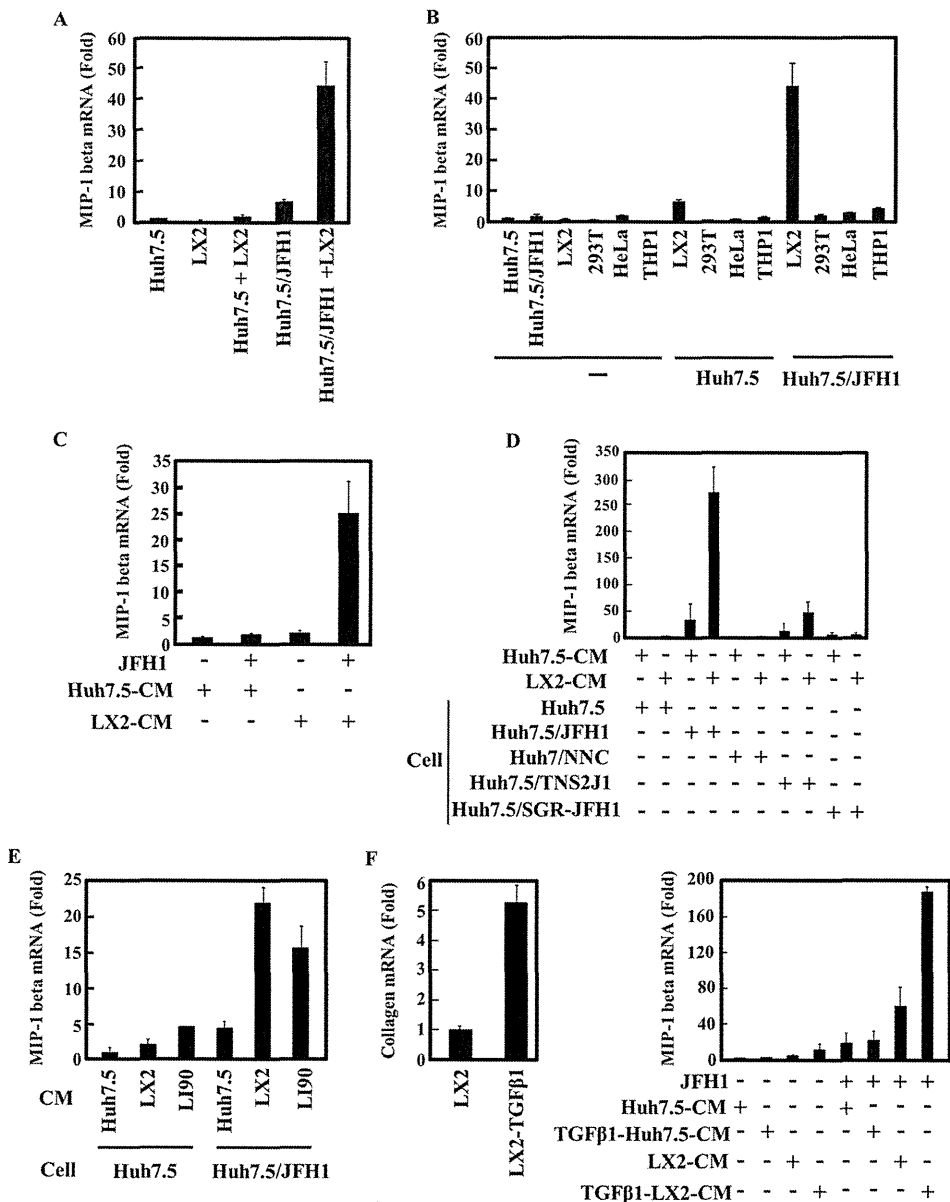 A
MIP-1 beta mRNA (Fold)
60
50
40
30
20
10
0
Huh7.5
LX2
Huh7.5 + LX2
Huh7.5/JFH1
Huh7.5/JFH1 +LX2
B
MIP-1 beta mRNA (Fold)
60
50
40
30
20
10
0
Huh7.5
Huh7.5/JFH1
LX2
293T
HeLa
THP1
LX2
293T
HeLa
THP1
LX2
293T
HeLa
THP1
— Huh7.5 Huh7.5/JFH1
C
MIP-1 beta mRNA (Fold)
35
30
25
20
15
10
5
0
JFH1 - + - +
Huh7.5-CM + + - -
LX2-CM - - + +
D
MIP-1 beta mRNA (Fold)
350
300
250
200
150
100
50
0
Huh7.5-CM + - + - + - + - + -
LX2-CM - + - + - + - + - +
Cell
Huh7.5 + + - - - - - - - -
Huh7.5/JFH1 - - + + - - - - - -
Huh7/NNC - - - - + + - - - -
Huh7.5/TNS2J1 - - - - - - + + - -
Huh7.5/SGR-JFH1 - - - - - - - - + +
E
MIP-1 beta mRNA (Fold)
25
20
15
10
5
0
CM
Huh7.5
LX2
LI90
Huh7.5
LX2
LI90
Cell Huh7.5 Huh7.5/JFH1
F
Collagen mRNA (Fold)
6
5
4
3
2
1
0
LX2
LX2-TGFβ1
MIP-1 beta mRNA (Fold)
200
160
120
80
40
0
JFH1 - - - - + + + +
Huh7.5-CM + - - - + - - -
TGFβ1-Huh7.5-CM - + - - - + - -
LX2-CM - - + - - - + -
TGFβ1-LX2-CM - - - + - - - +